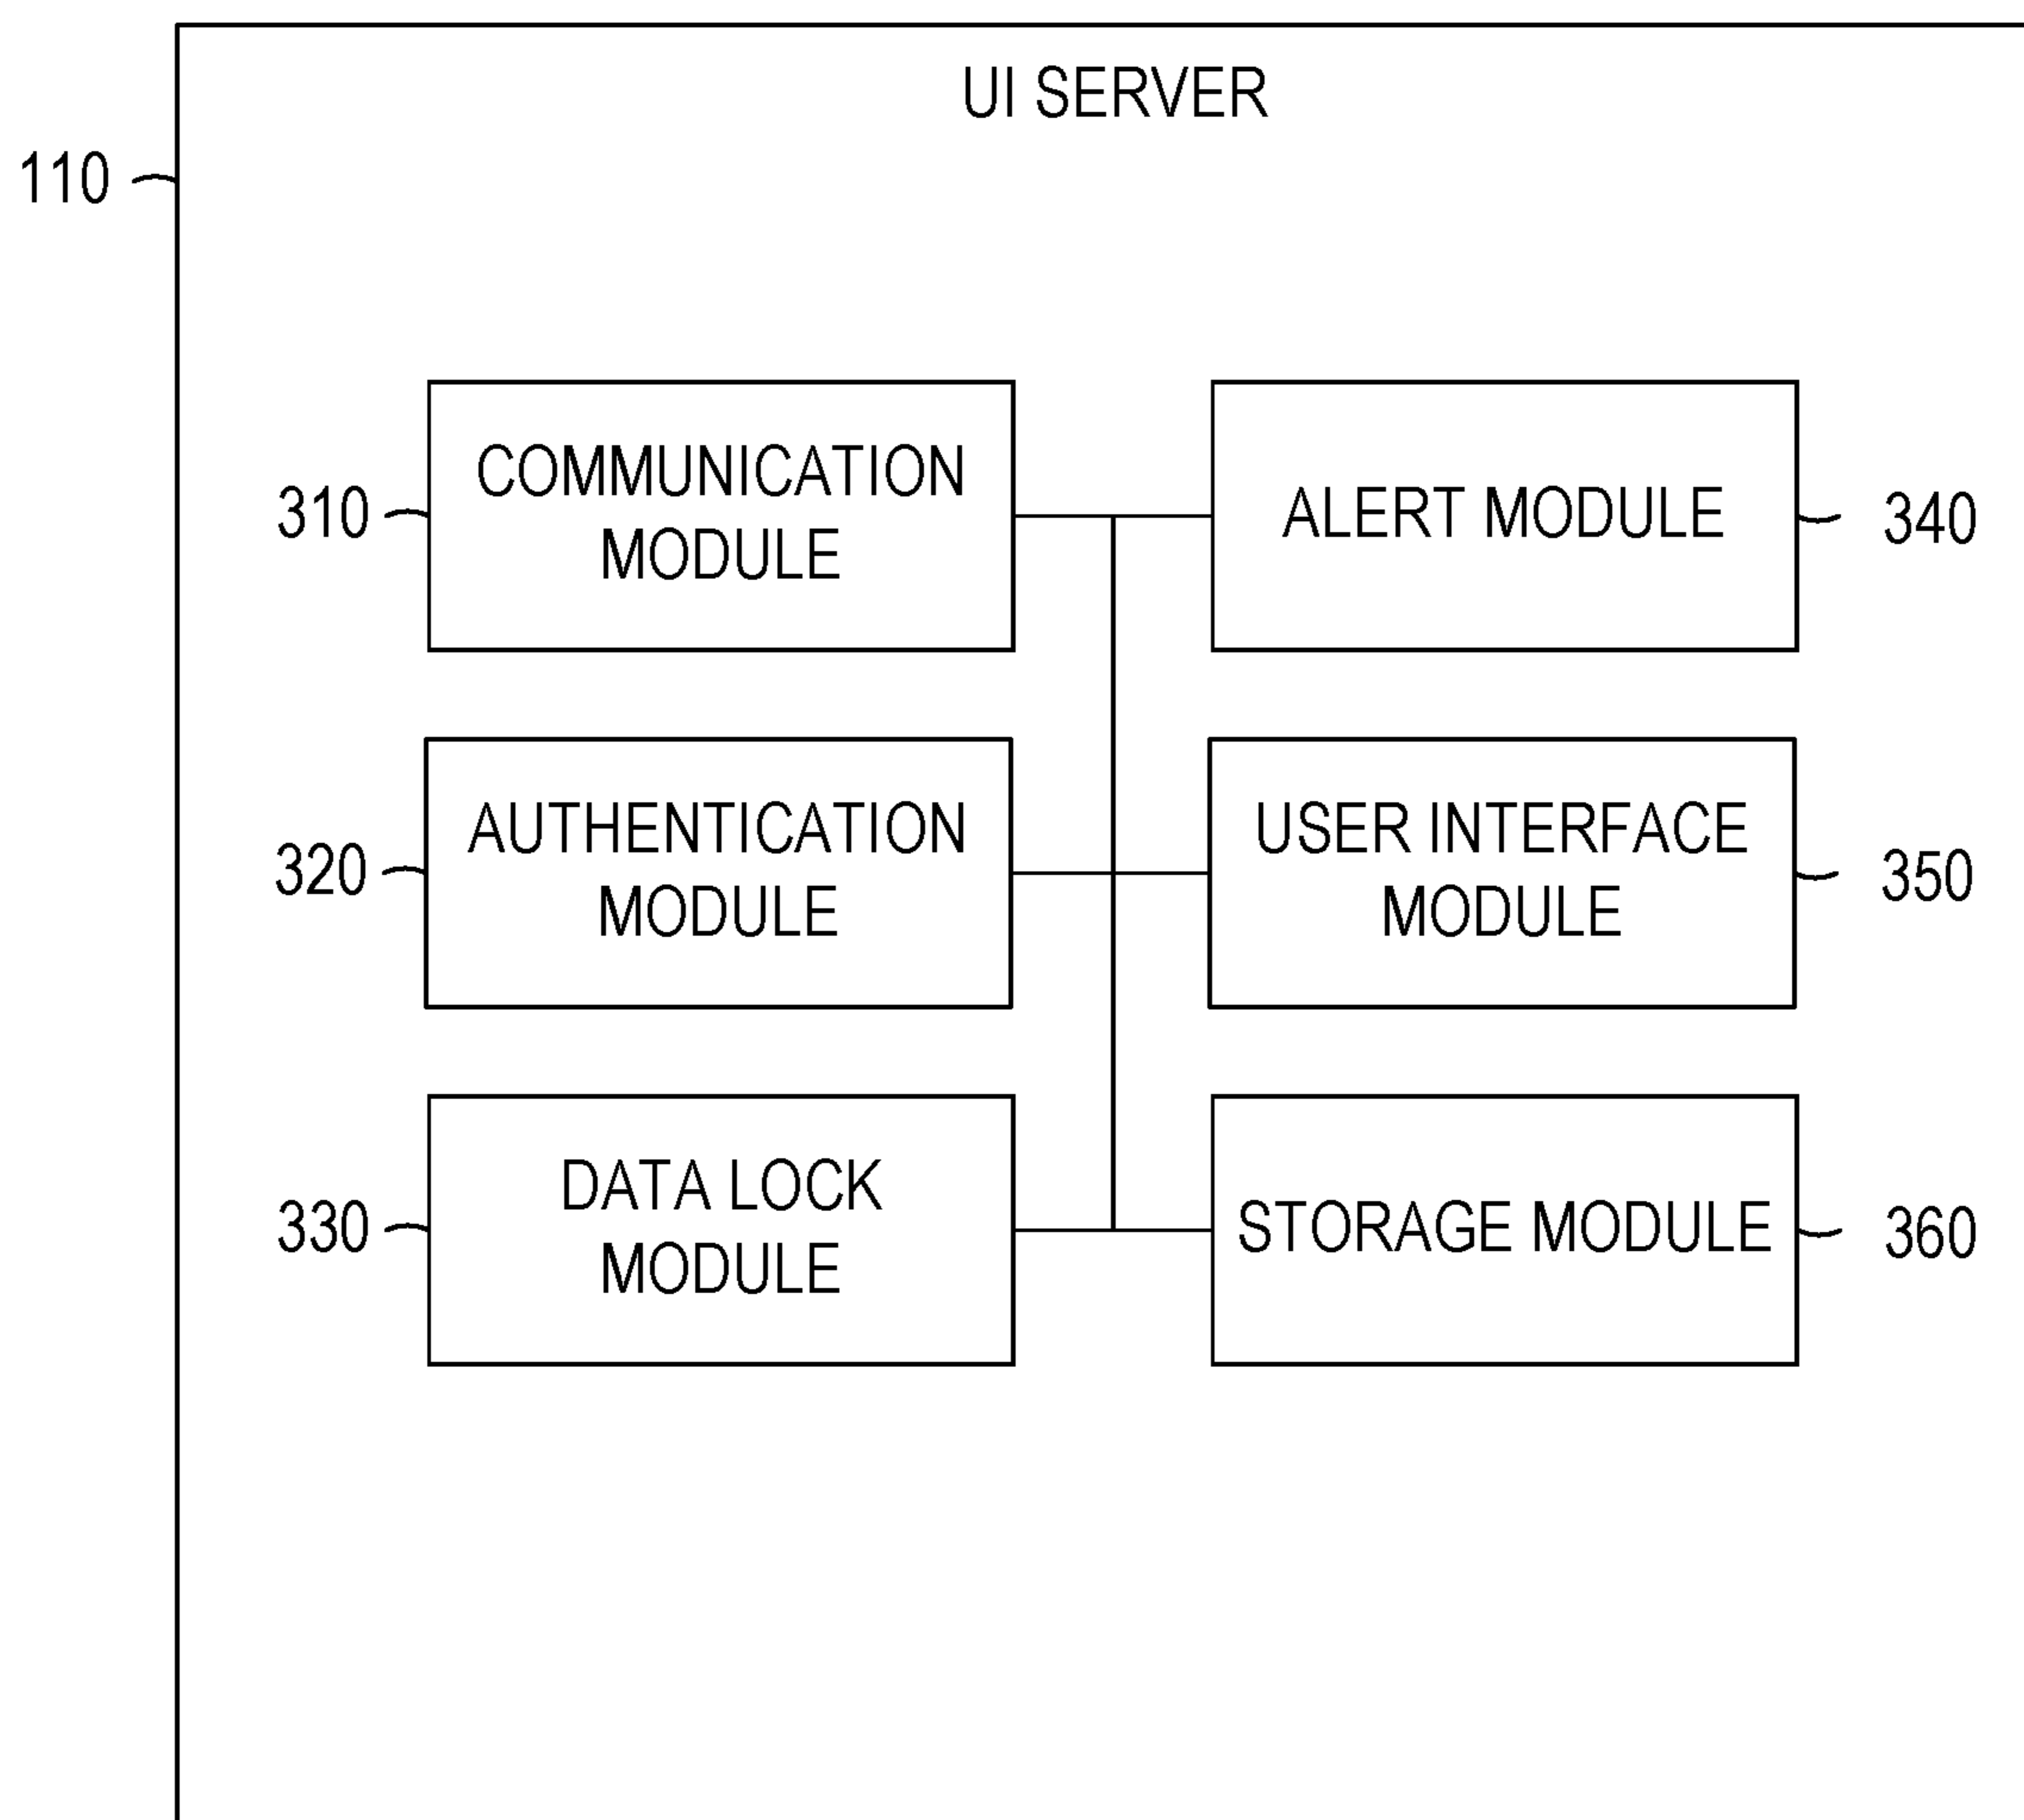 UI SERVER
110
COMMUNICATION
MODULE
310
ALERT MODULE
340
AUTHENTICATION
MODULE
320
USER INTERFACE
MODULE
350
DATA LOCK
MODULE
330
STORAGE MODULE
360